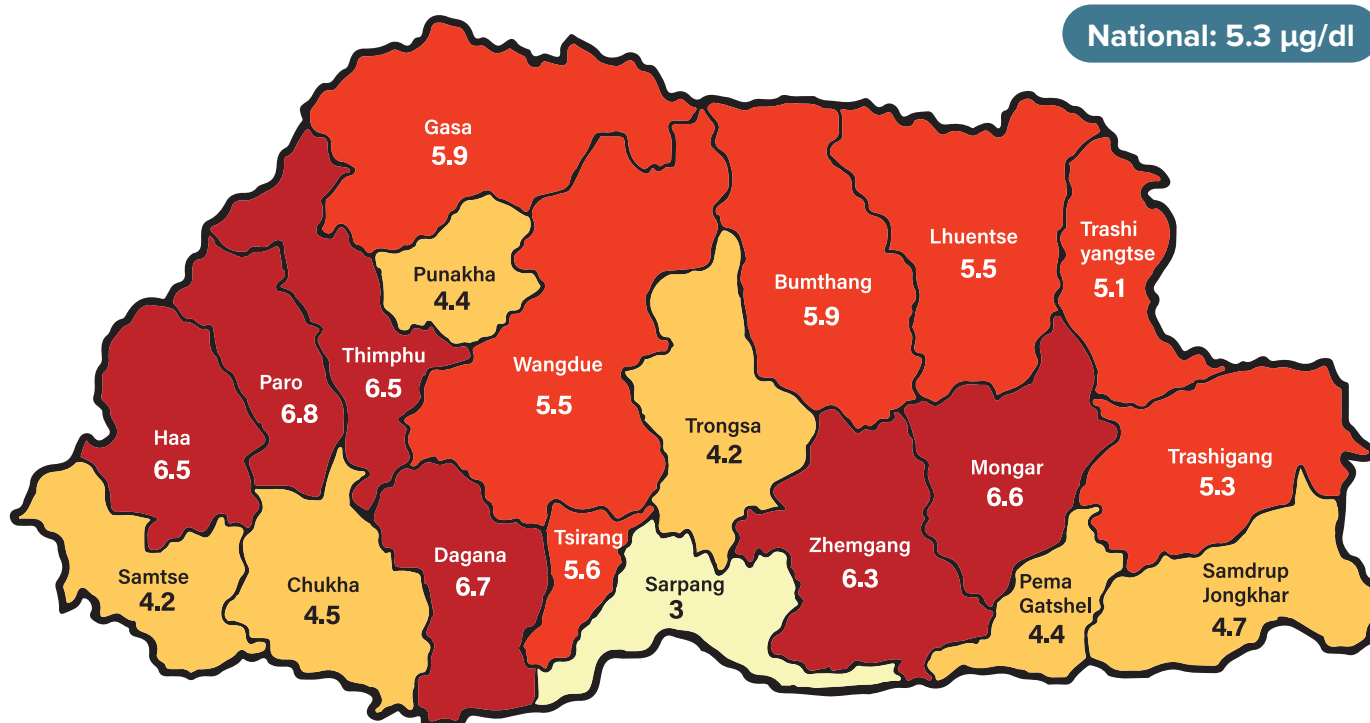 National: 5.3 µg/dl
Gasa
5.9
Punakha
4.4
Lhuentse
5.5
Trashi
yangtse
5.1
Bumthang
5.9
Thimphu
6.5
Wangdue
5.5
Paro
6.8
Haa
6.5
Trongsa
4.2
Mongar
6.6
Trashigang
5.3
Tsirang
5.6
Dagana
6.7
Zhemgang
6.3
Samtse
4.2
Chukha
4.5
Sarpang
3
Pema
Gatshel
4.4
Samdrup
Jongkhar
4.7